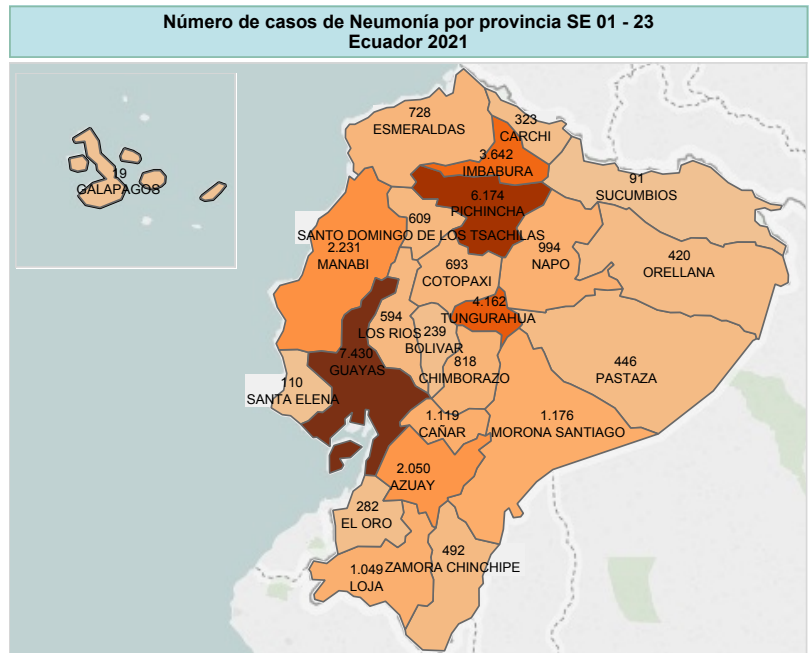 Número de casos de Neumonía por provincia SE 01 - 23
Ecuador 2021
728
ESMERALDAS
323
CARCHI
3.642
IMBABURA
91
SUCUMBIOS
19
GALAPAGOS
6.174
PICHINCHA
609
SANTO DOMINGO DE LOS TSACHILAS
2.231
MANABI
994
NAPO
420
ORELLANA
693
COTOPAXI
4.162
TUNGURAHUA
594
LOS RIOS
239
BOLIVAR
7.430
GUAYAS
818
CHIMBORAZO
446
PASTAZA
110
SANTA ELENA
1.119
CAÑAR
1.176
MORONA SANTIAGO
2.050
AZUAY
282
EL ORO
492
ZAMORA CHINCHIPE
1.049
LOJA